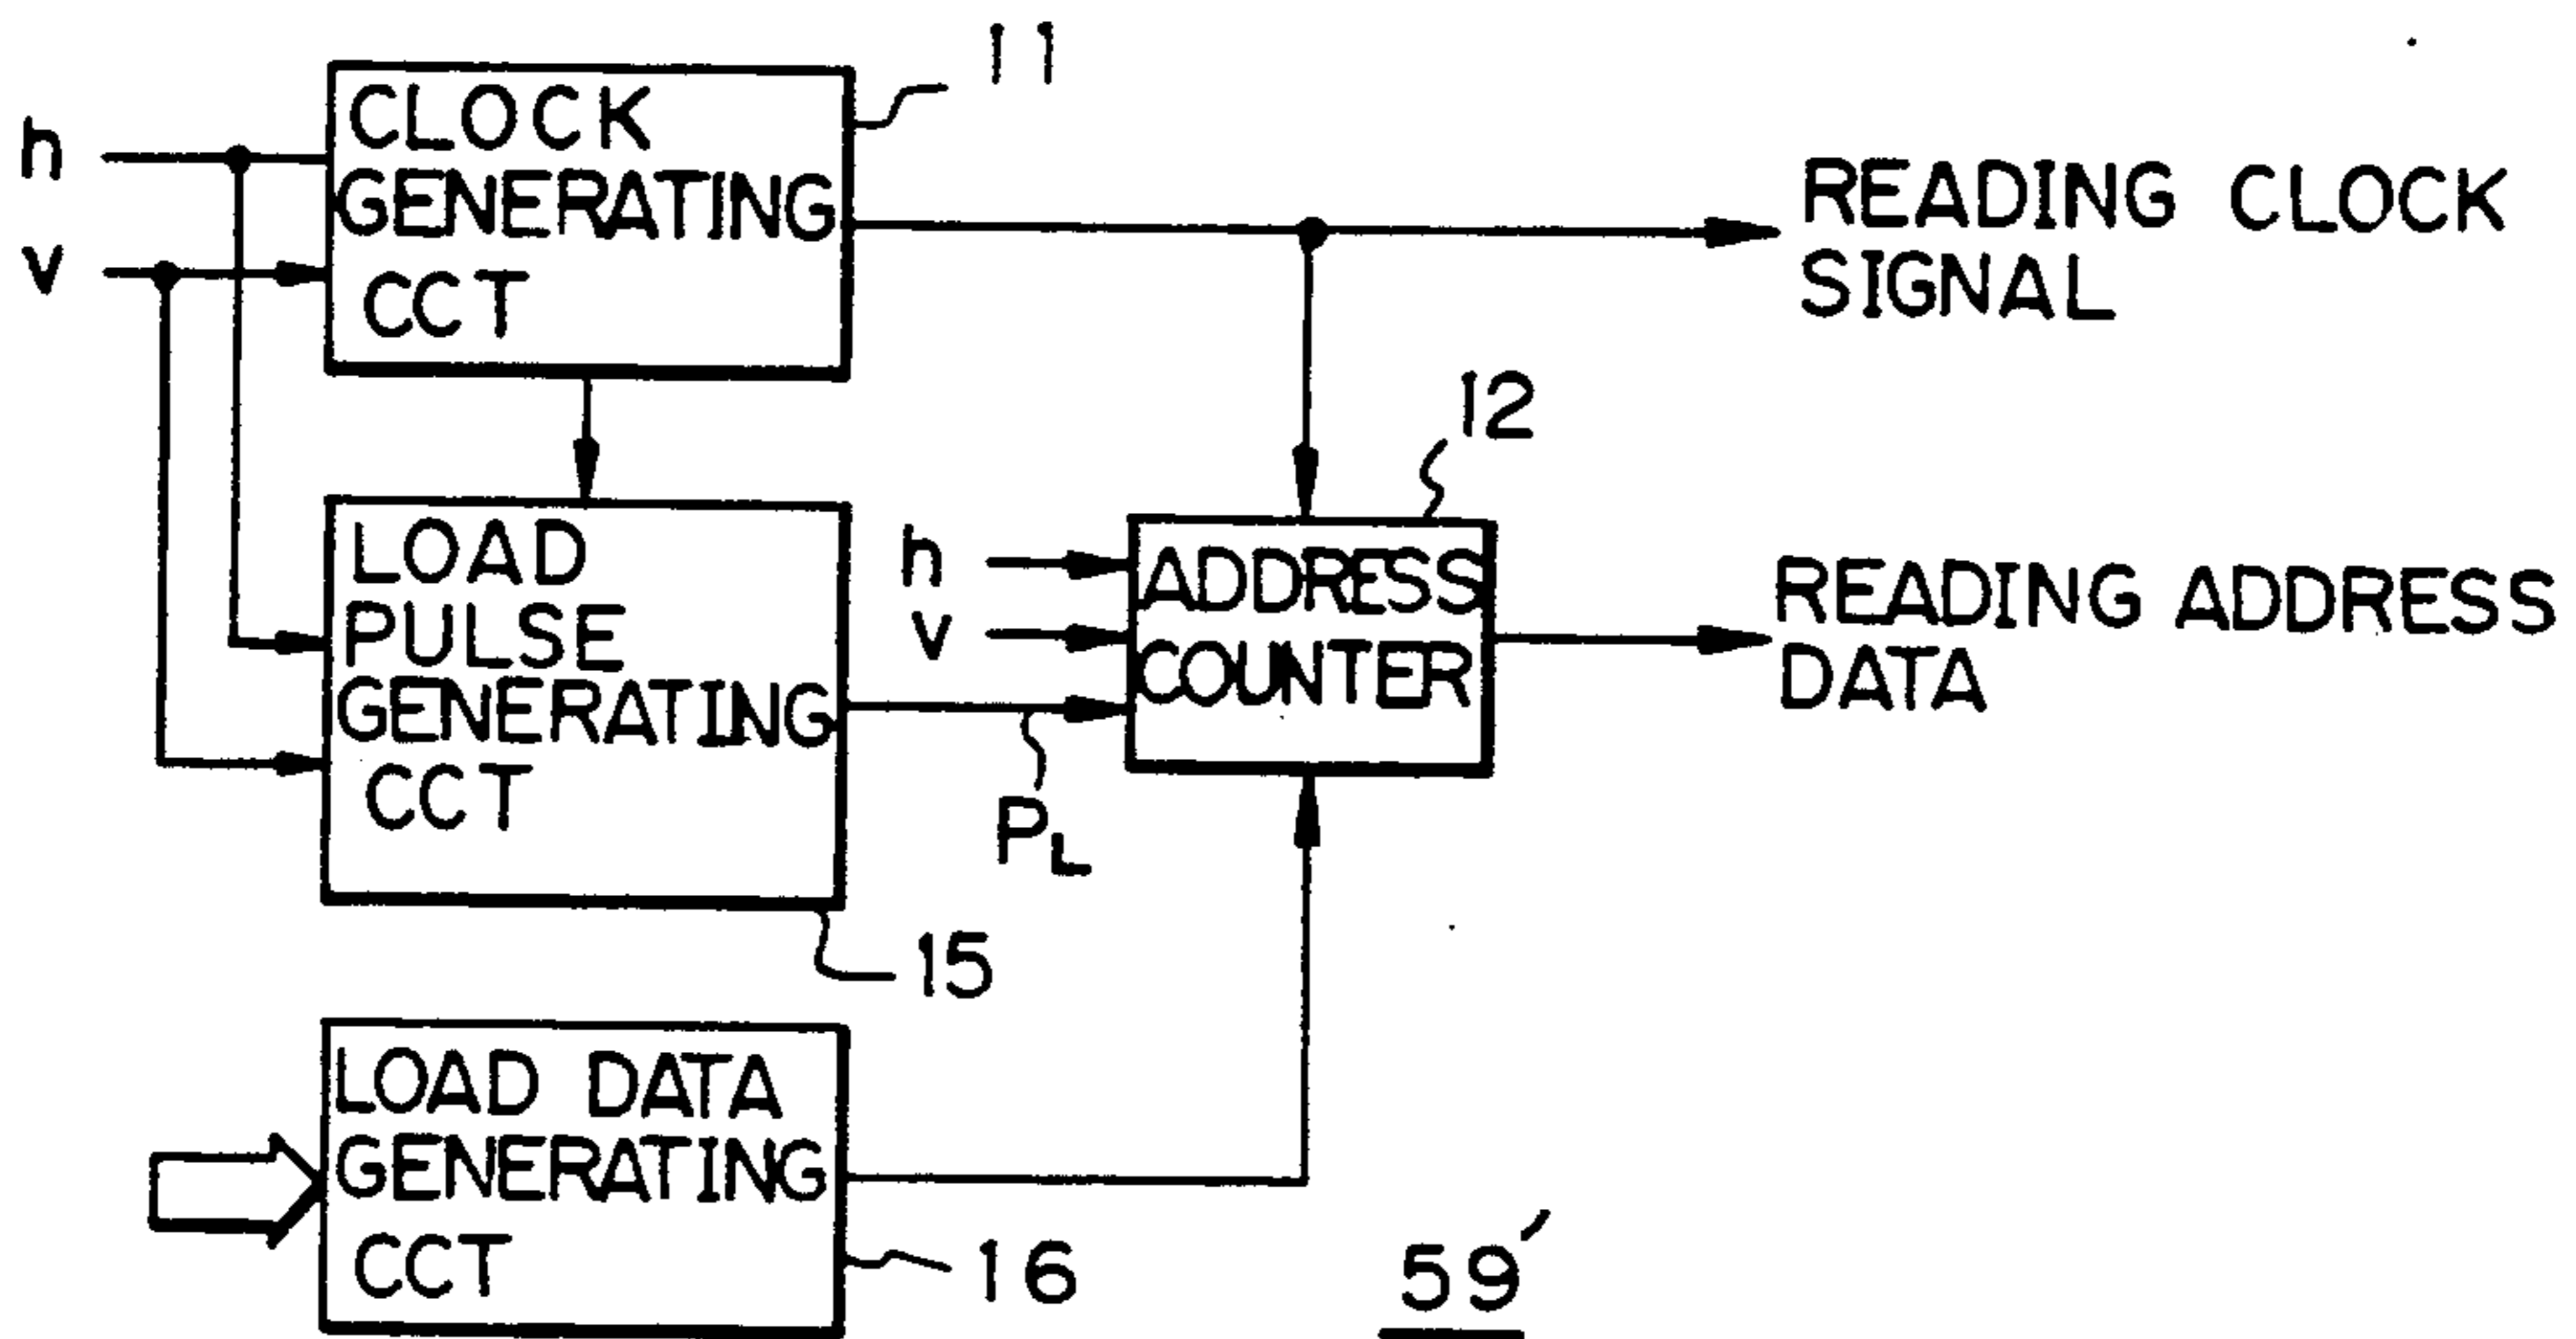 11
h
v
CLOCK
GENERATING
CCT
READING CLOCK
SIGNAL
12
LOAD
PULSE
GENERATING
CCT
h
v
ADDRESS
COUNTER
READING ADDRESS
DATA
PL
15
LOAD DATA
GENERATING
CCT
16
59'